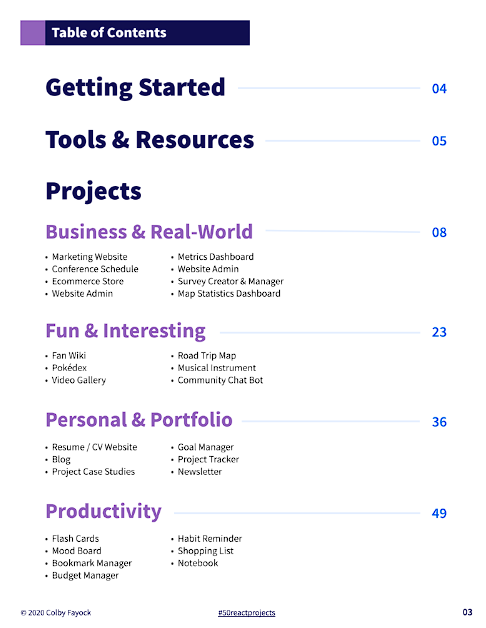 Table of Contents
Getting Started 04
Tools & Resources 05
Projects
Business & Real-World 08
• Marketing Website
• Conference Schedule
• Ecommerce Store
• Website Admin
• Metrics Dashboard
• Website Admin
• Survey Creator & Manager
• Map Statistics Dashboard
Fun & Interesting 23
• Fan Wiki
• Pokédex
• Video Gallery
• Road Trip Map
• Musical Instrument
• Community Chat Bot
Personal & Portfolio 36
• Resume / CV Website
• Blog
• Project Case Studies
• Goal Manager
• Project Tracker
• Newsletter
Productivity 49
• Flash Cards
• Mood Board
• Bookmark Manager
• Budget Manager
• Habit Reminder
• Shopping List
• Notebook
© 2020 Colby Fayock #50reactprojects 03